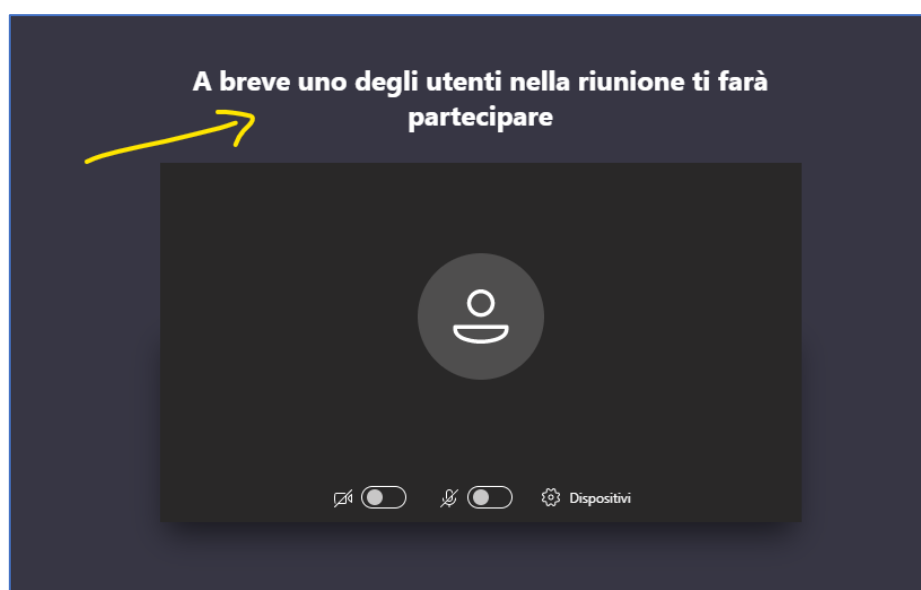 A breve uno degli utenti nella riunione ti farà
partecipare
Dispositivi